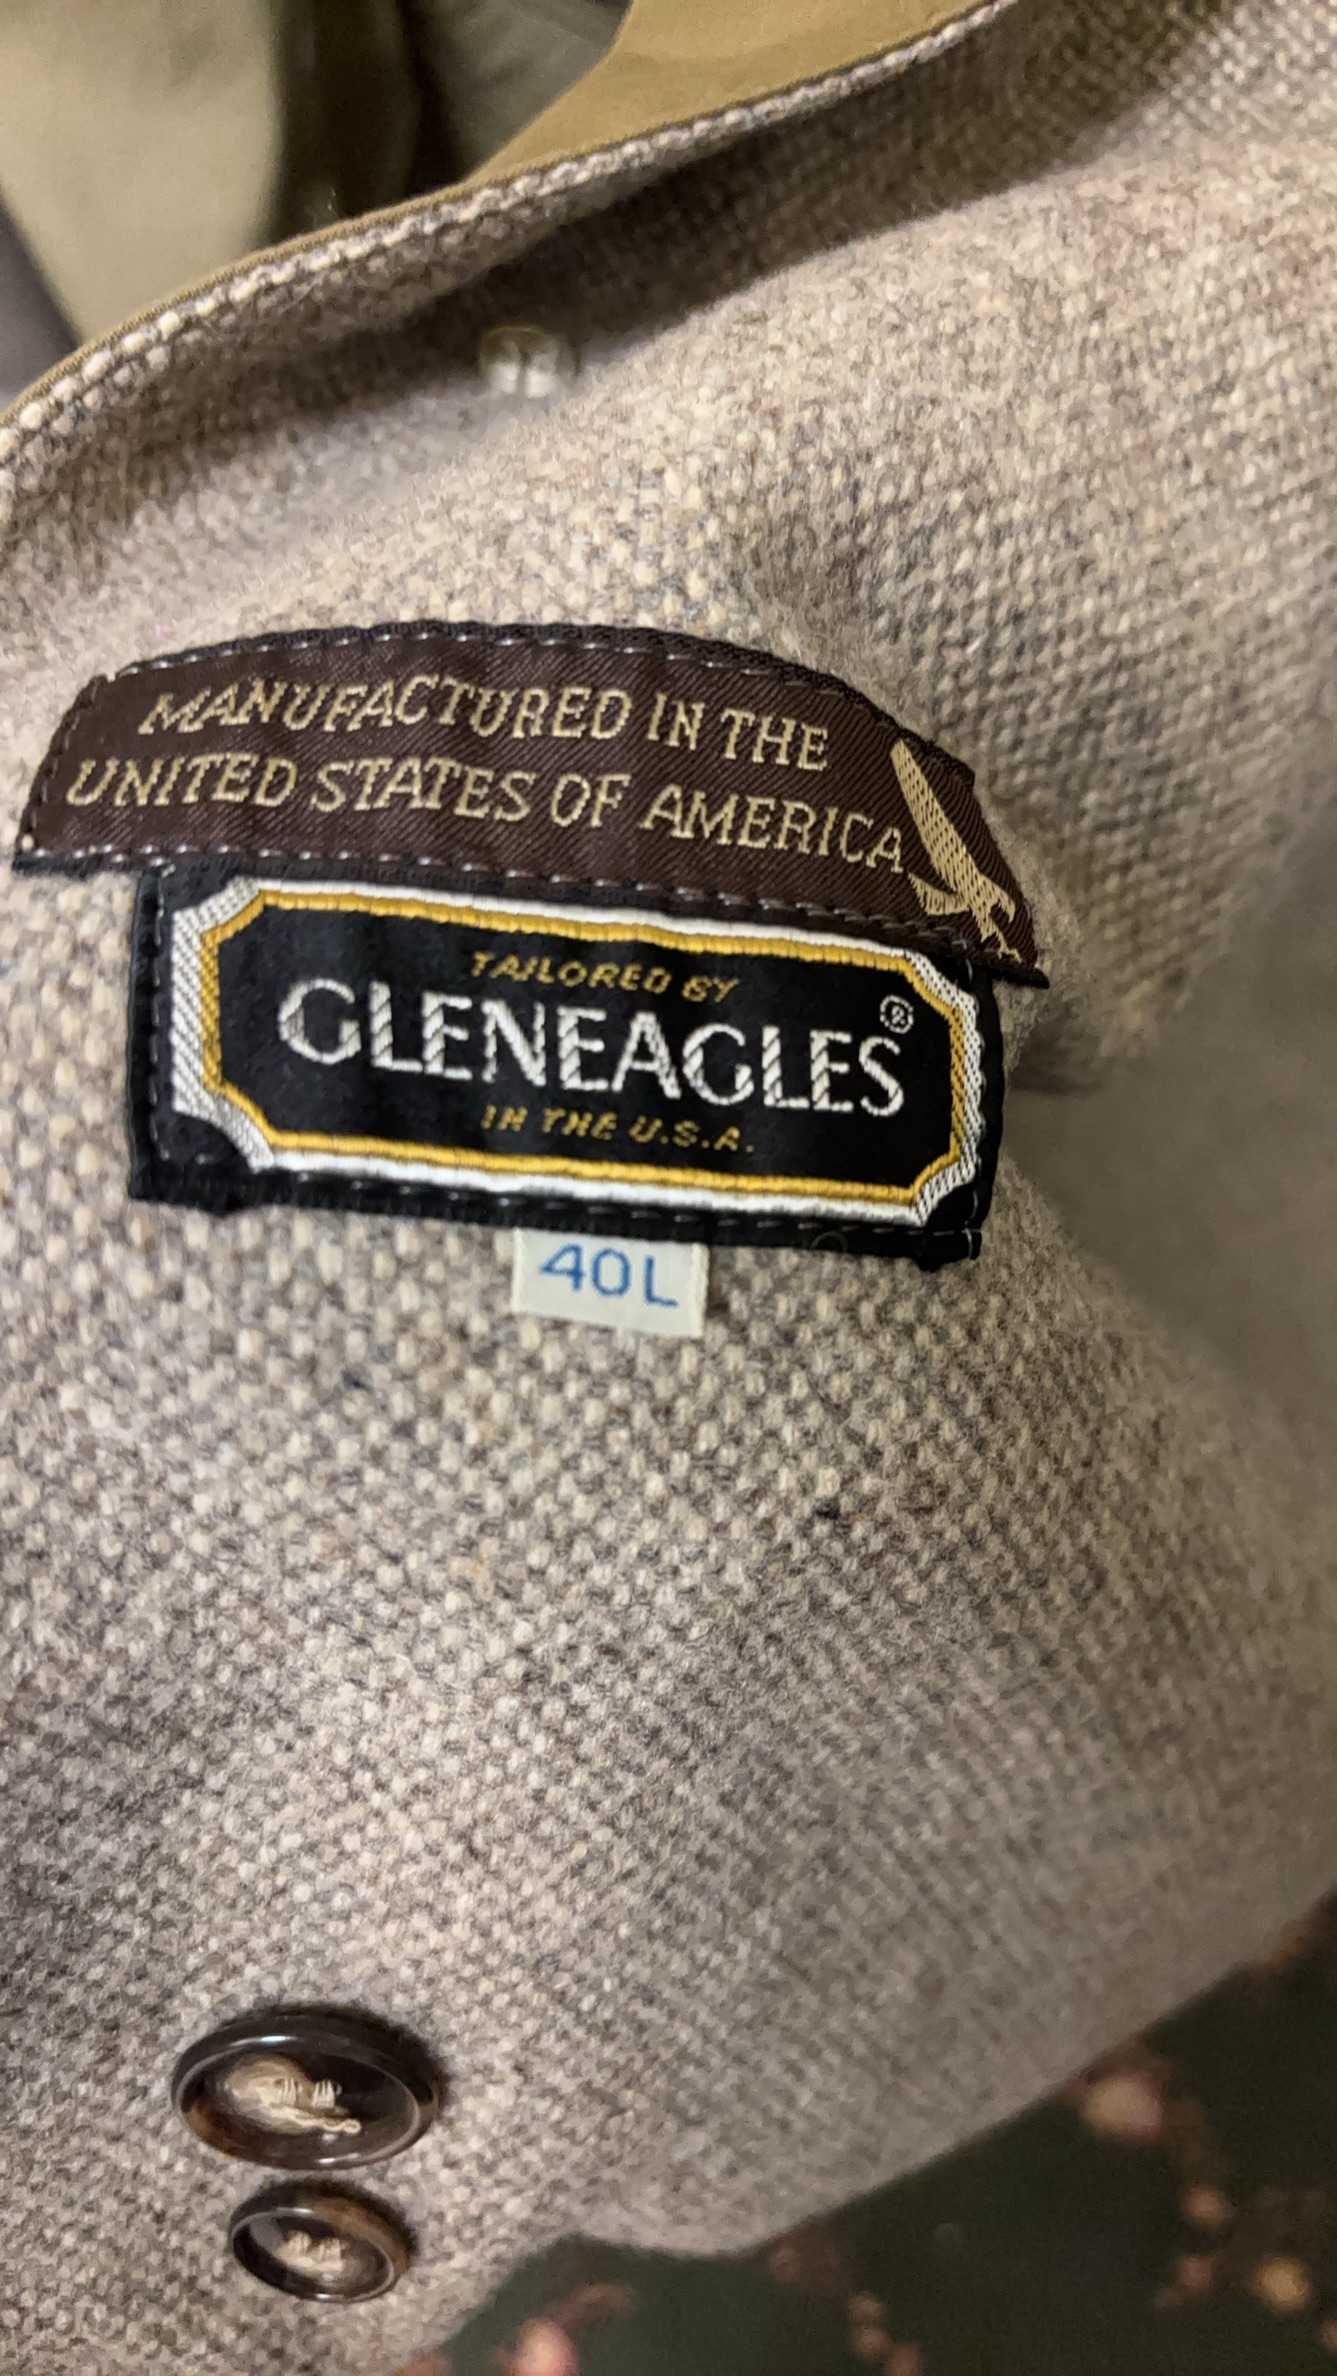 MANUFACTURED IN THE
UNITED STATES OF AMERICA
TAILORED BY
GLENEAGLES®
IN THE U.S.A.
40L